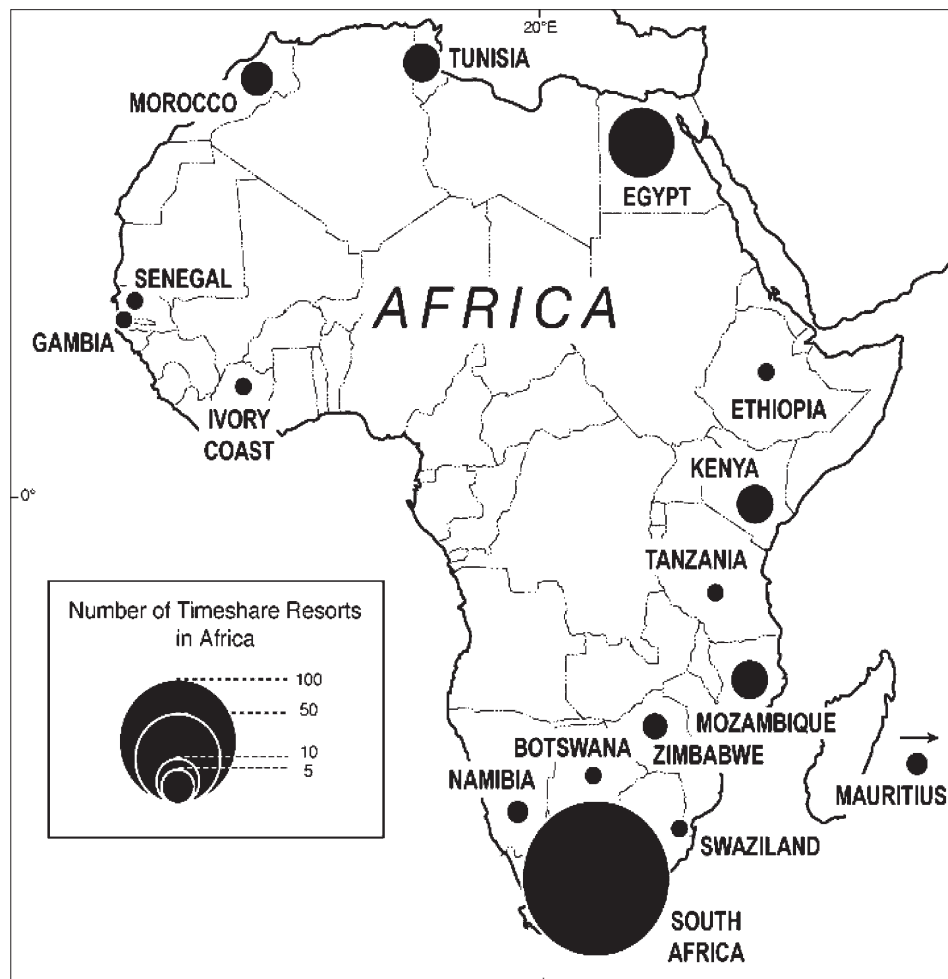 20°E
TUNISIA
MOROCCO
EGYPT
SENEGAL
AFRICA
GAMBIA
IVORY
COAST
ETHIOPIA
KENYA
0°
TANZANIA
Number of Timeshare Resorts
in Africa
100
50
10
5
MOZAMBIQUE
BOTSWANA
ZIMBABWE
NAMIBIA
MAURITIUS
SWAZILAND
SOUTH
AFRICA